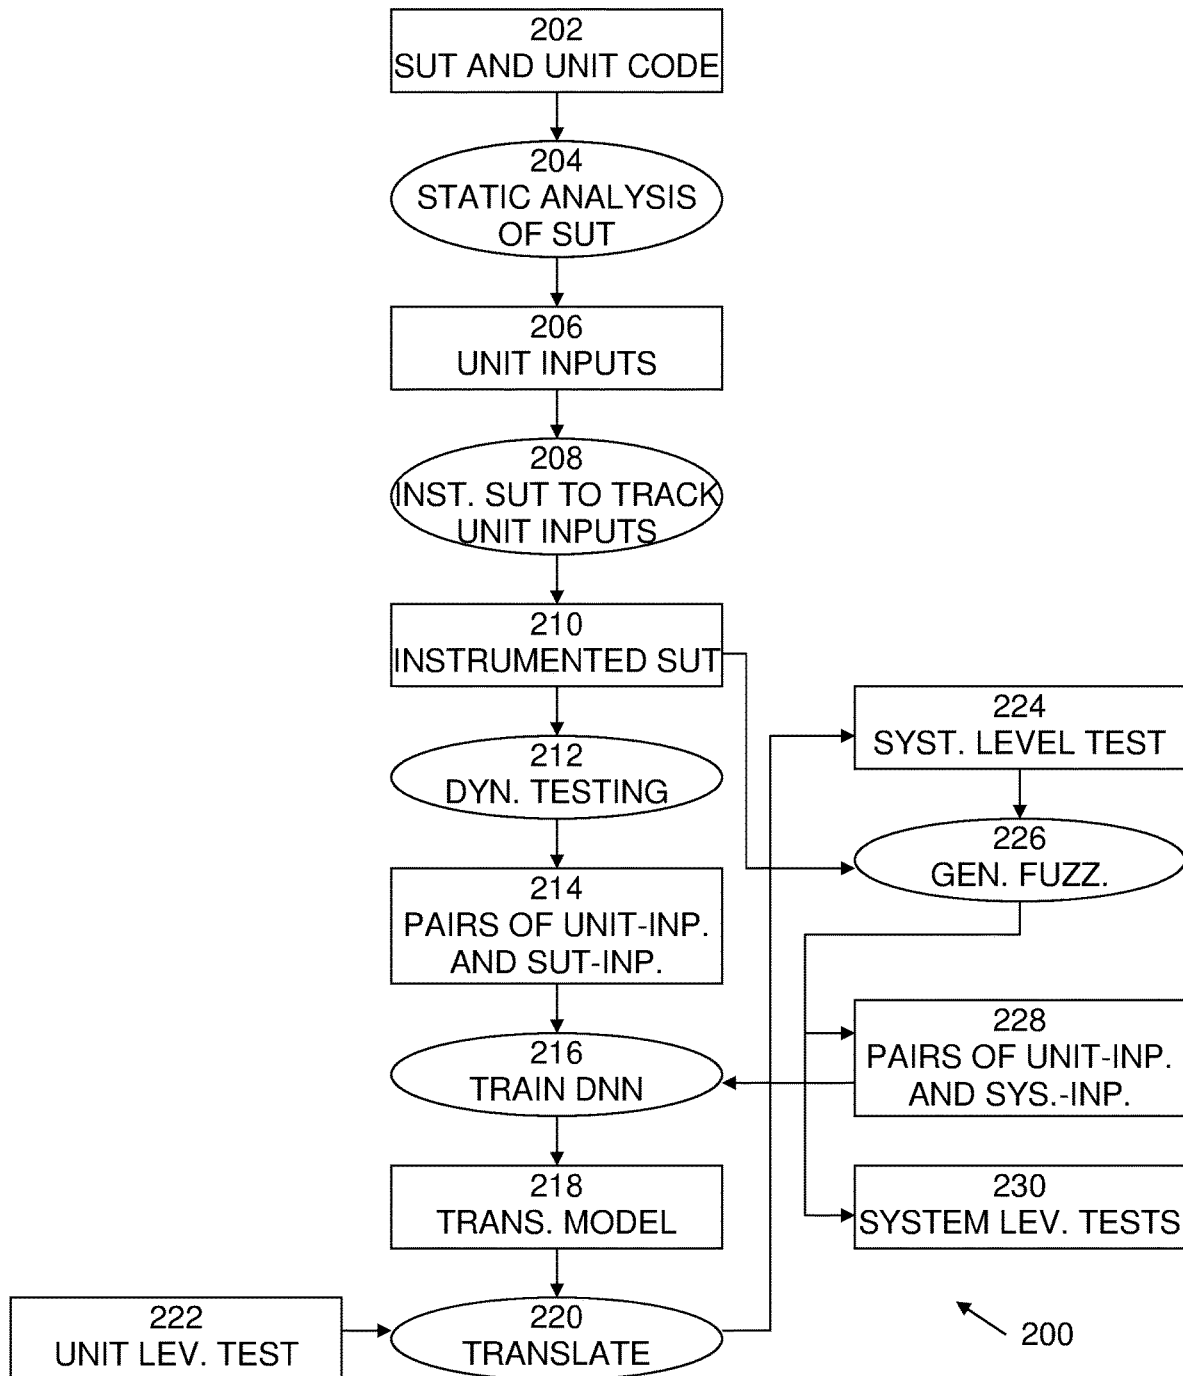 202
SUT AND UNIT CODE
204
STATIC ANALYSIS
OF SUT
206
UNIT INPUTS
208
INST. SUT TO TRACK
UNIT INPUTS
210
INSTRUMENTED SUT
212
DYN. TESTING
214
PAIRS OF UNIT-INP.
AND SUT-INP.
216
TRAIN DNN
218
TRANS. MODEL
220
TRANSLATE
222
UNIT LEV. TEST
224
SYST. LEVEL TEST
226
GEN. FUZZ.
228
PAIRS OF UNIT-INP.
AND SYS.-INP.
230
SYSTEM LEV. TESTS
200